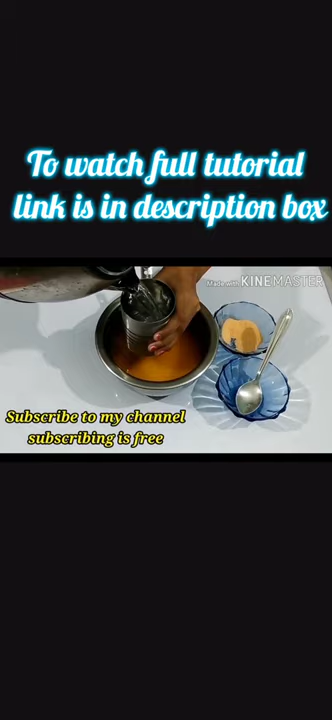 To watch full tutorial
link is in description box
Made with KINEMASTER
Subscribe to my channel
subscribing is free